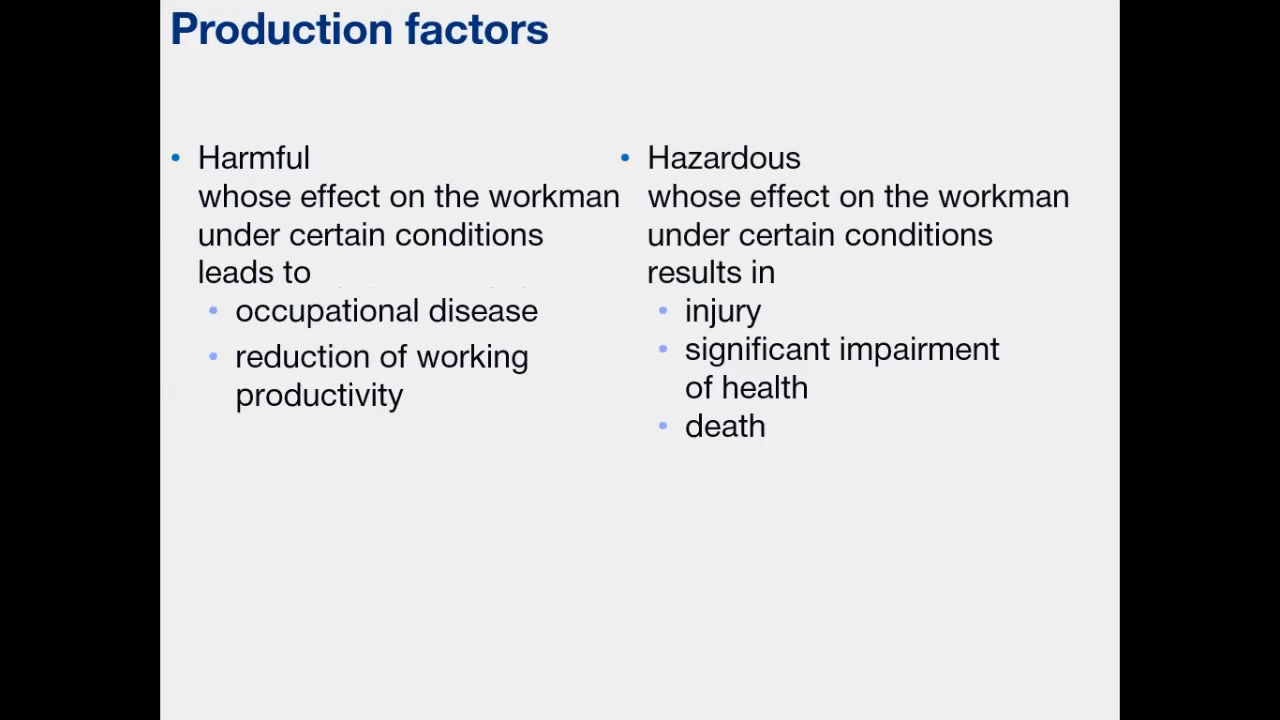 Production factors
• Harmful
whose effect on the workman
under certain conditions
leads to
• occupational disease
• reduction of working
productivity
• Hazardous
whose effect on the workman
under certain conditions
results in
• injury
• significant impairment
of health
• death